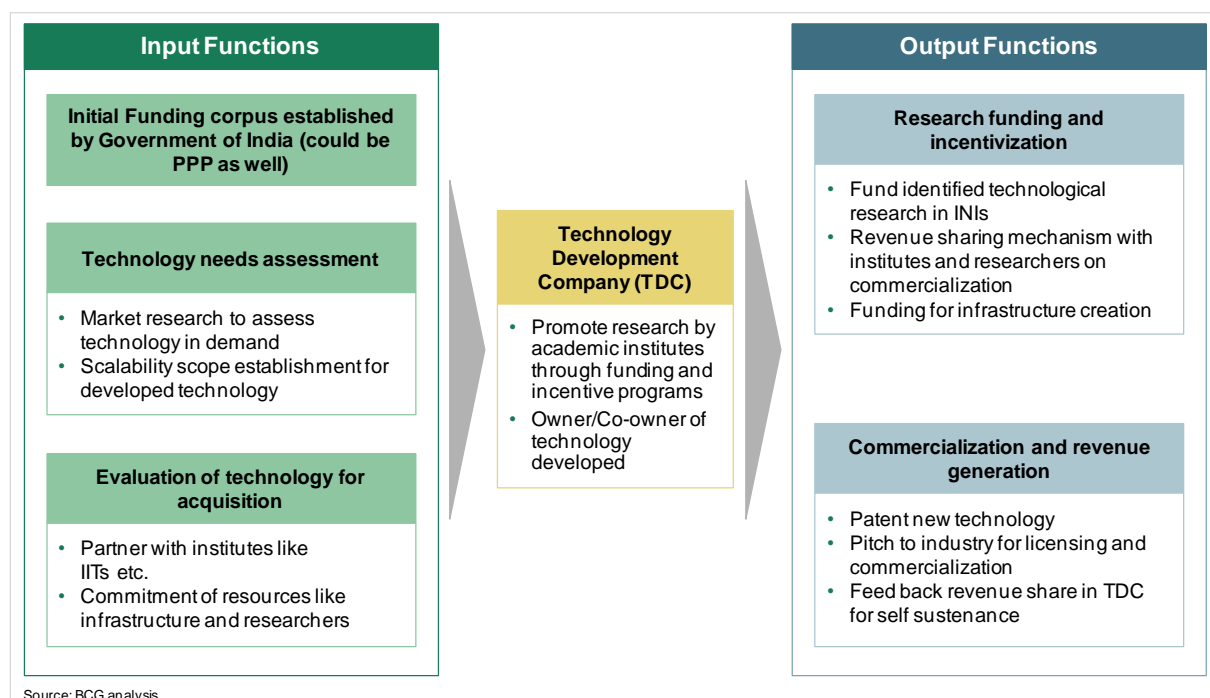 Input Functions
Initial Funding corpus established
by Government of India (could be
PPP as well)
Technology needs assessment
• Market research to assess
technology in demand
• Scalability scope establishment for
developed technology
Evaluation of technology for
acquisition
• Partner with institutes like
IITs etc.
• Commitment of resources like
infrastructure and researchers
Technology
Development
Company (TDC)
• Promote research by
academic institutes
through funding and
incentive programs
• Owner/Co-owner of
technology
developed
Output Functions
Research funding and
incentivization
• Fund identified technological
research in INIs
• Revenue sharing mechanism with
institutes and researchers on
commercialization
• Funding for infrastructure creation
Commercialization and revenue
generation
• Patent new technology
• Pitch to industry for licensing and
commercialization
• Feed back revenue share in TDC
for self sustenance
Source: BCG analysis